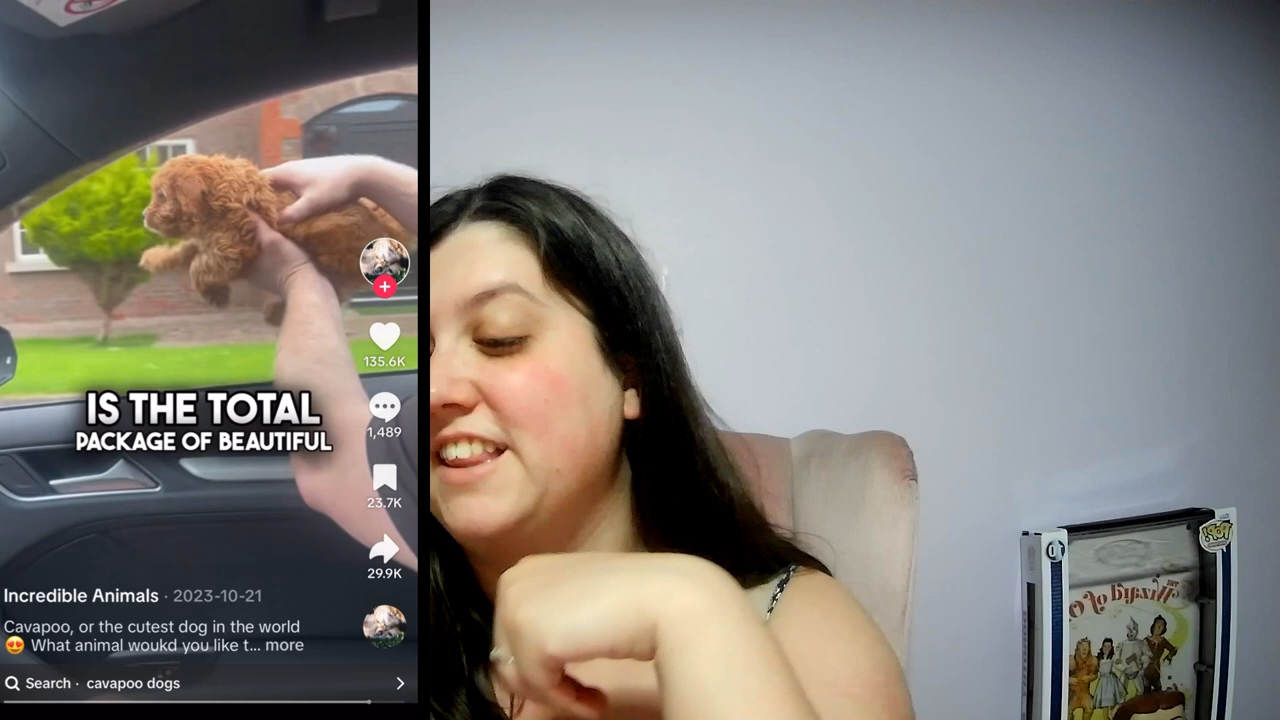 IS THE TOTAL
PACKAGE OF BEAUTIFUL
135.6K
1,489
23.7K
29.9K
Incredible Animals · 2023-10-21
Cavapoo, or the cutest dog in the world
😍 What animal woukd you like t... more
Search · cavapoo dogs
POP!
THE
Wizard of O